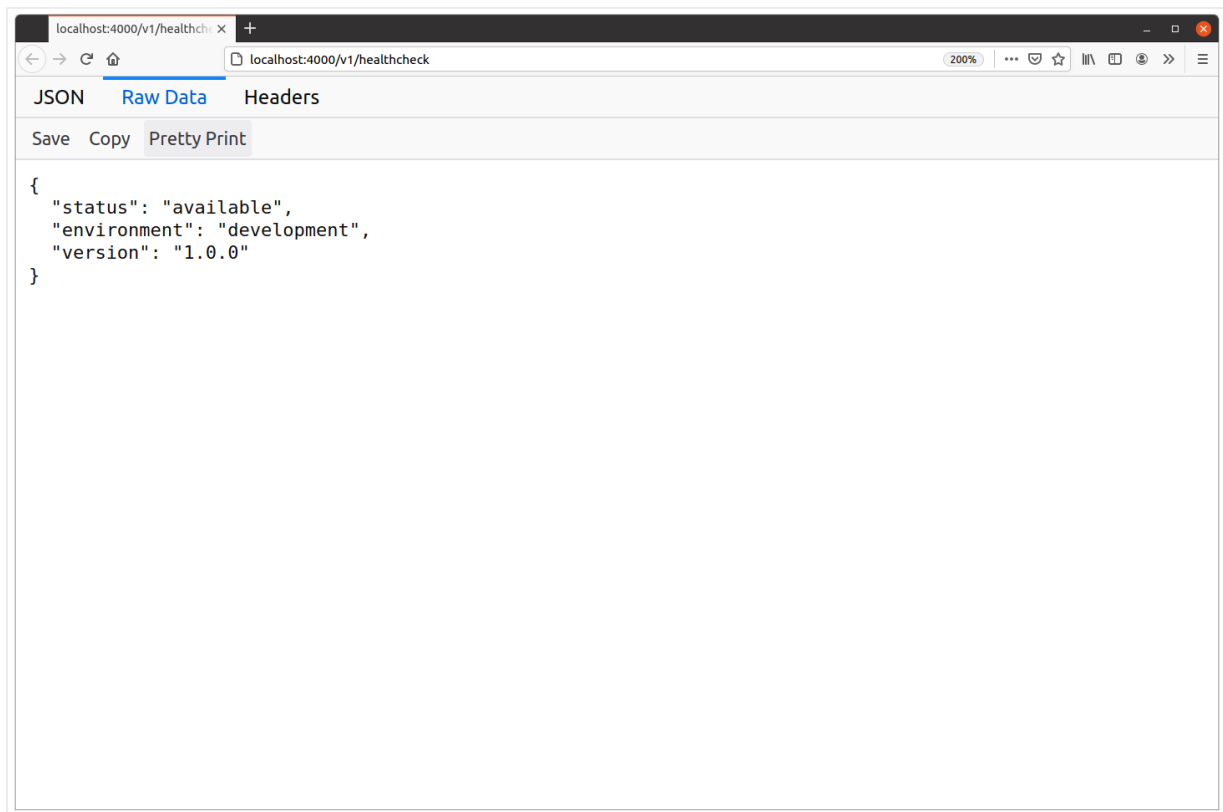 localhost:4000/v1/healthch
localhost:4000/v1/healthcheck
200%
JSON Raw Data Headers
Save Copy Pretty Print
{
"status": "available",
"environment": "development",
"version": "1.0.0"
}